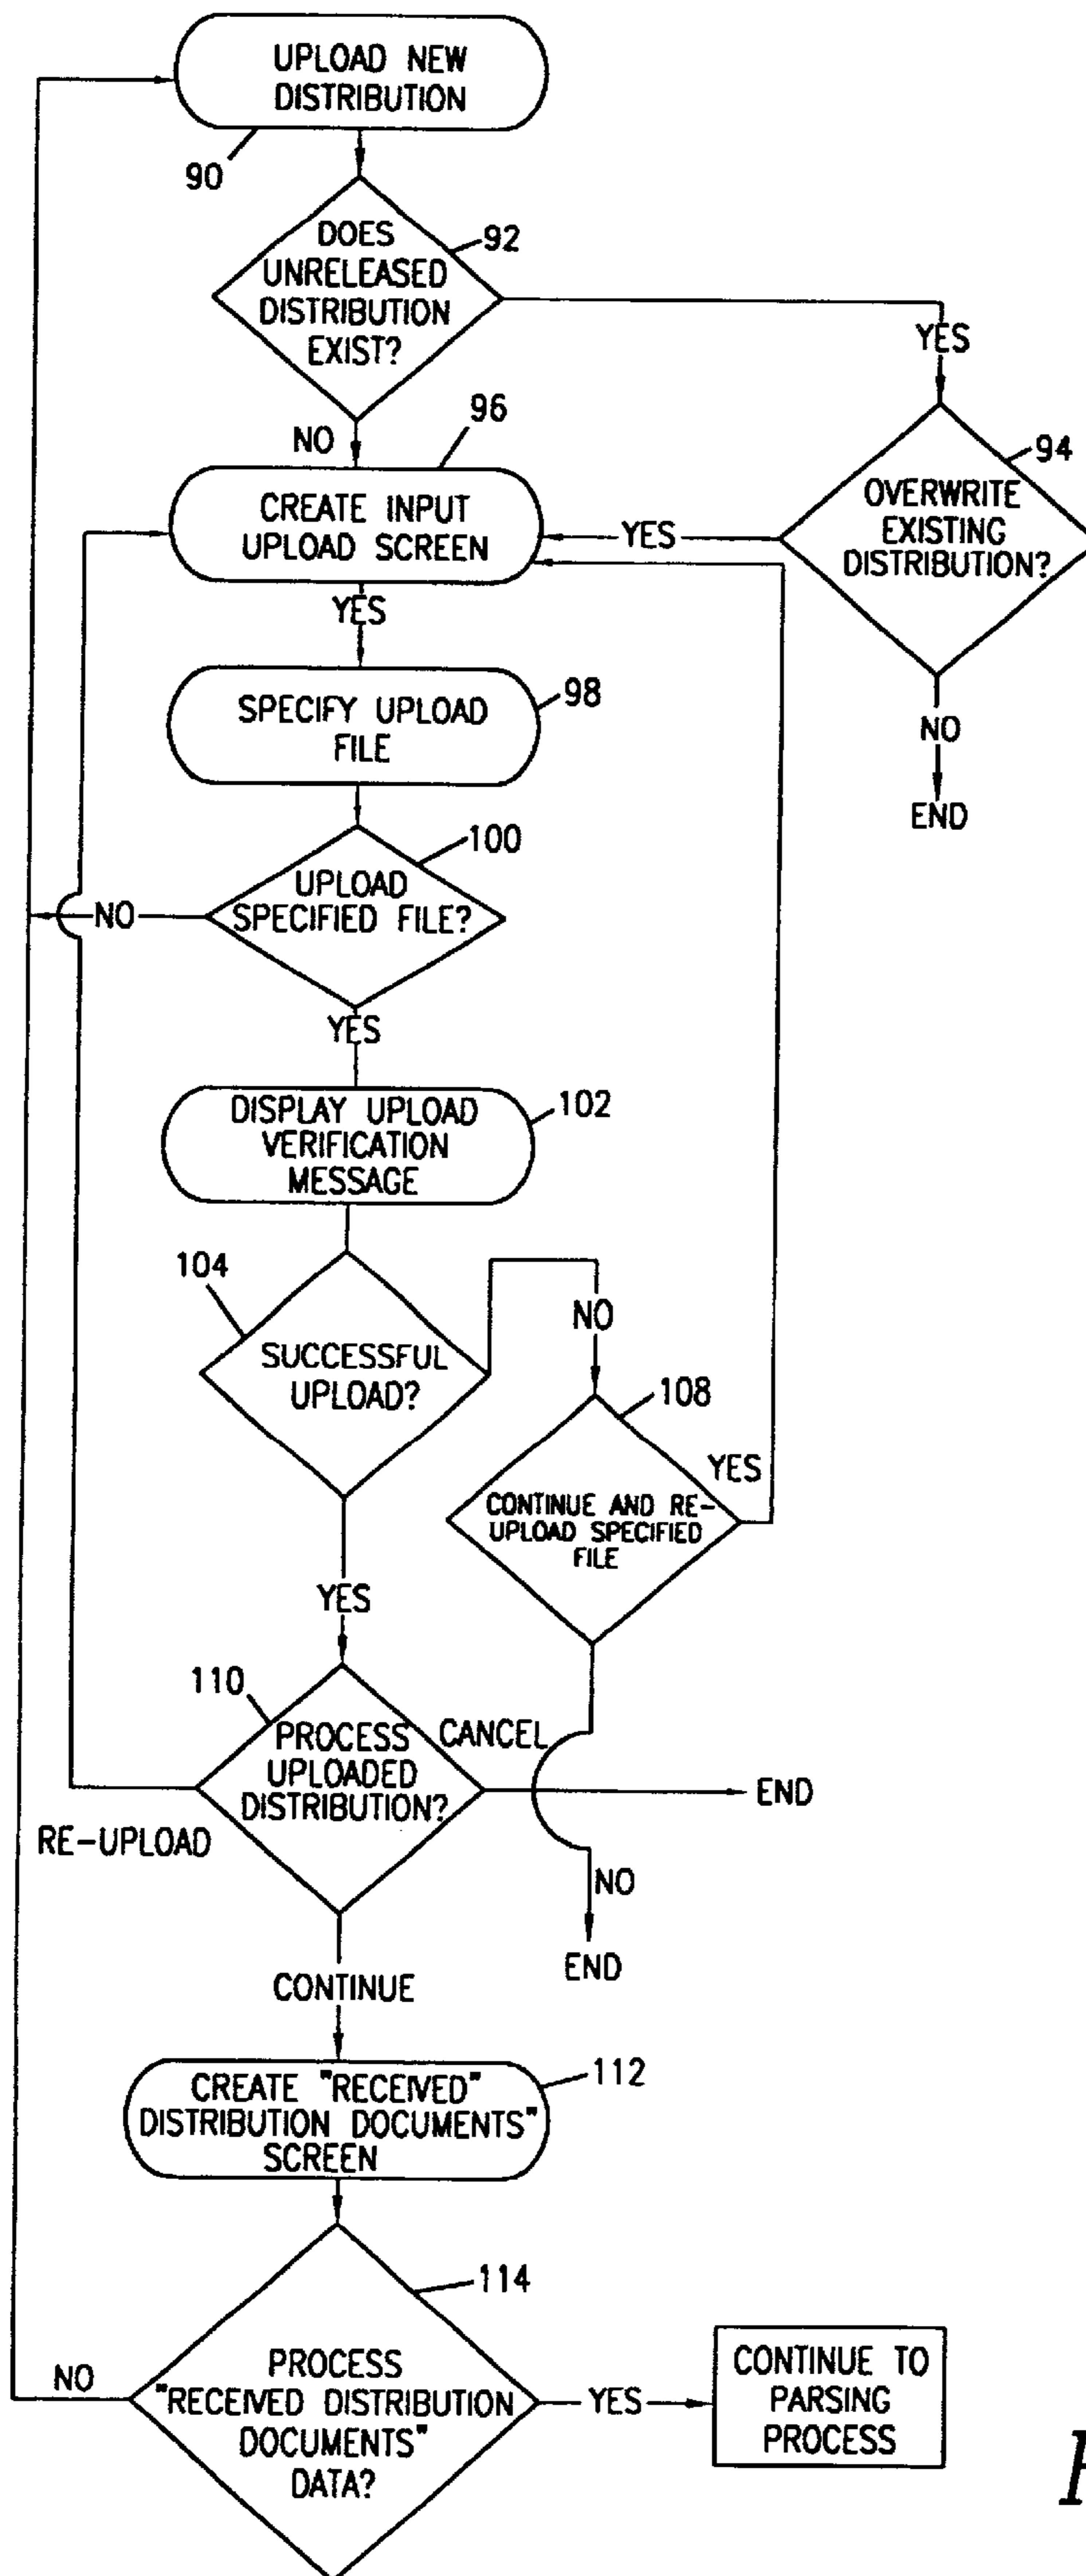 UPLOAD NEW
DISTRIBUTION
90
DOES
UNRELEASED
DISTRIBUTION
EXIST?
92
YES
NO
96
94
OVERWRITE
EXISTING
DISTRIBUTION?
CREATE INPUT
UPLOAD SCREEN
YES
YES
NO
END
SPECIFY UPLOAD
FILE
98
100
UPLOAD
SPECIFIED FILE?
NO
YES
DISPLAY UPLOAD
VERIFICATION
MESSAGE
102
104
SUCCESSFUL
UPLOAD?
NO
108
YES
CONTINUE AND RE-
UPLOAD SPECIFIED
FILE
YES
110
PROCESS
UPLOADED
DISTRIBUTION?
CANCEL
END
RE-UPLOAD
NO
END
CONTINUE
CREATE "RECEIVED"
DISTRIBUTION DOCUMENTS"
SCREEN
112
114
PROCESS
"RECEIVED DISTRIBUTION
DOCUMENTS"
DATA?
NO
YES
CONTINUE TO
PARSING
PROCESS